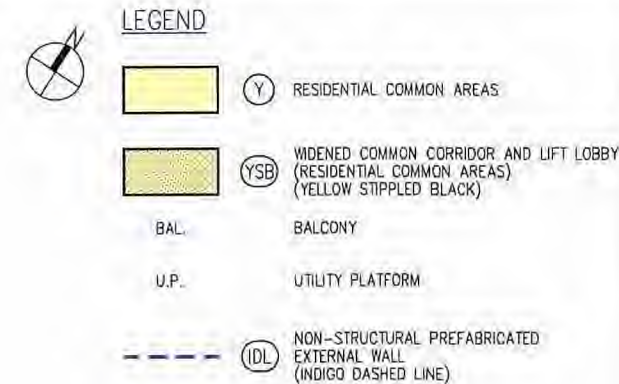 LEGEND
N
Y RESIDENTIAL COMMON AREAS
YSB WIDENED COMMON CORRIDOR AND LIFT LOBBY
(RESIDENTIAL COMMON AREAS)
(YELLOW STIPPLED BLACK)
BAL. BALCONY
U.P. UTILITY PLATFORM
IDL NON-STRUCTURAL PREFABRICATED
EXTERNAL WALL
(INDIGO DASHED LINE)